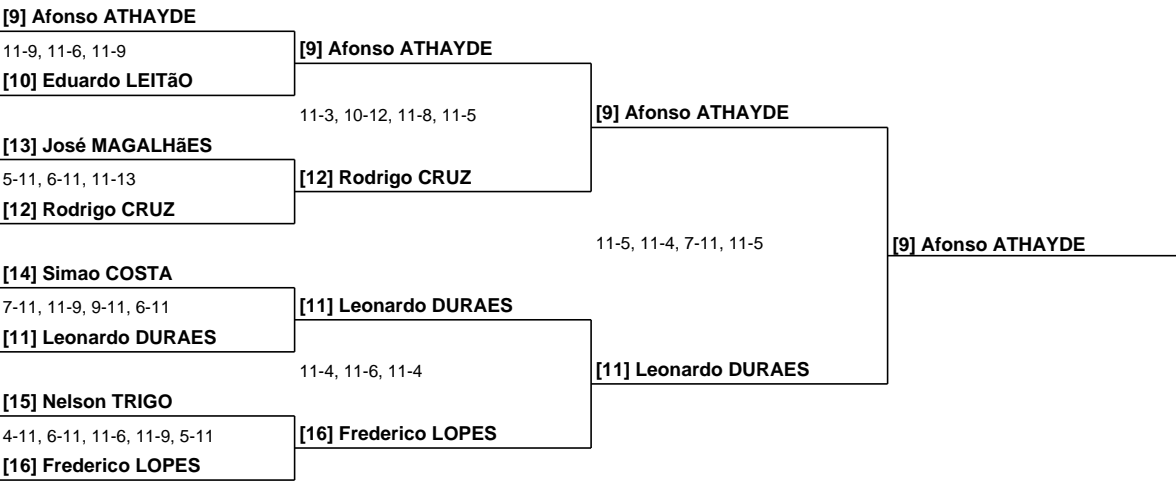 [9] Afonso ATHAYDE
11-9, 11-6, 11-9
[10] Eduardo LEITãO
[13] José MAGALHãES
5-11, 6-11, 11-13
[12] Rodrigo CRUZ
[14] Simao COSTA
7-11, 11-9, 9-11, 6-11
[11] Leonardo DURAES
[15] Nelson TRIGO
4-11, 6-11, 11-6, 11-9, 5-11
[16] Frederico LOPES
[9] Afonso ATHAYDE
11-3, 10-12, 11-8, 11-5
[12] Rodrigo CRUZ
[11] Leonardo DURAES
11-4, 11-6, 11-4
[16] Frederico LOPES
[9] Afonso ATHAYDE
11-5, 11-4, 7-11, 11-5
[11] Leonardo DURAES
[9] Afonso ATHAYDE